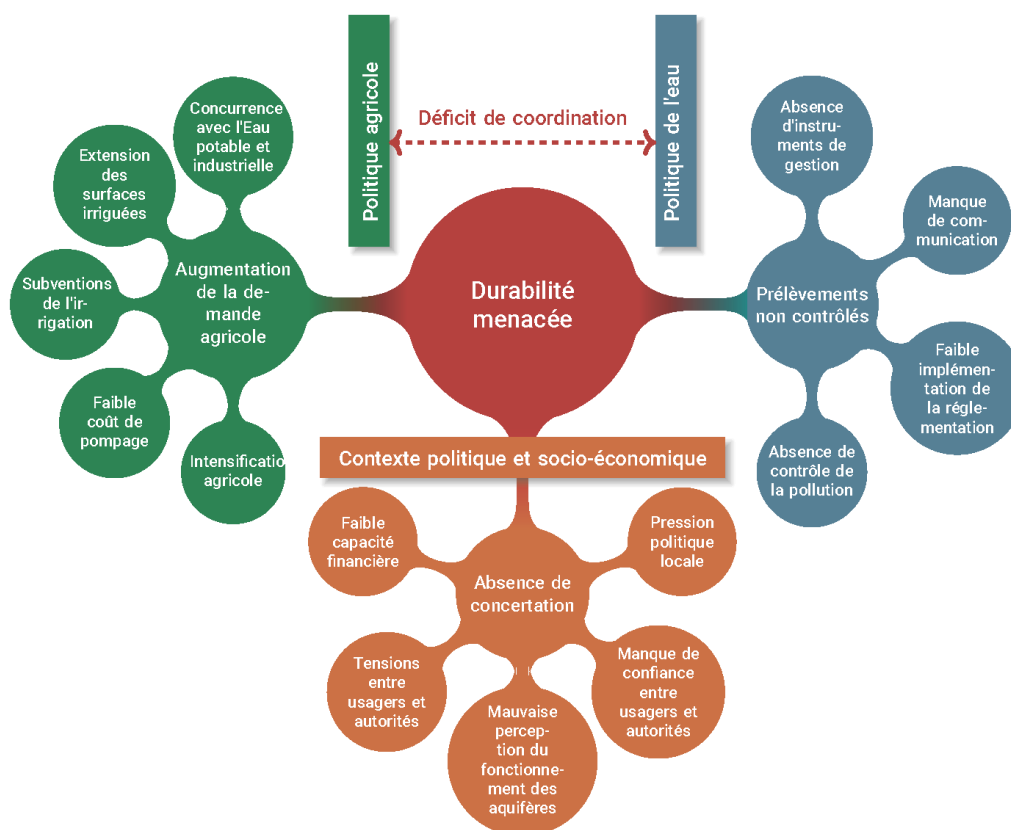 Politique agricole
Déficit de coordination
Politique de l'eau
Concurrence
avec l'Eau
potable et
industrielle
Extension
des
surfaces
irriguées
Subventions
de l'ir-
rigation
Faible
coût de
pompage
Intensificatio
agricole
Augmentation
de la de-
mande
agricole
Durabilité
menacée
Absence
d'instru-
ments de
gestion
Manque
de com-
munication
Prélèvements
non contrôlés
Faible
implémen-
tation de
la régle-
mentation
Absence de
contrôle de
la pollution
Contexte politique et socio-économique
Faible
capacité
financière
Pression
politique
locale
Absence de
concertation
Tensions
entre
usagers et
autorités
Mauvaise
percep-
tion du
fonctionne-
ment des
aquifères
Manque de
confiance
entre
usagers et
autorités